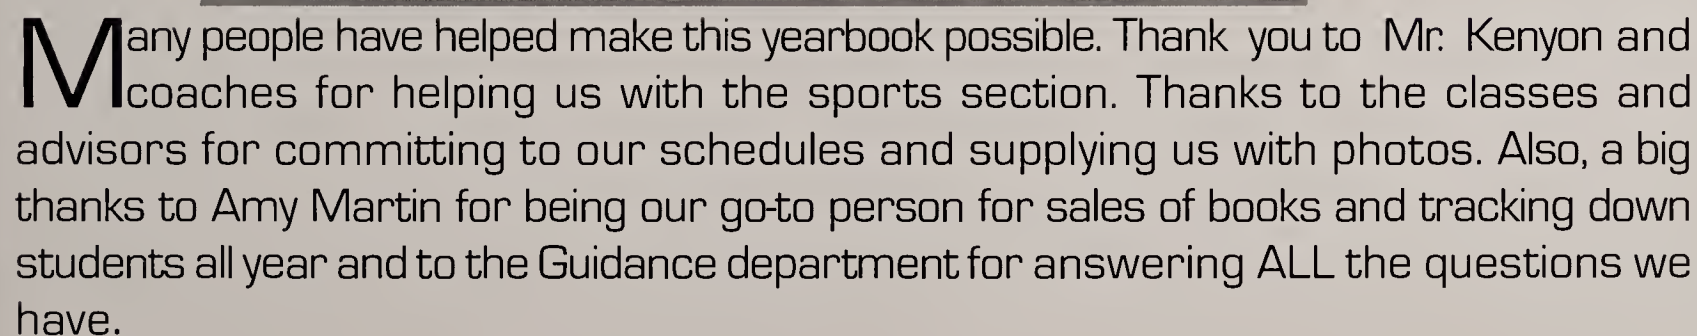 Many people have helped make this yearbook possible. Thank you to Mr. Kenyon and
coaches for helping us with the sports section. Thanks to the classes and
advisors for committing to our schedules and supplying us with photos. Also, a big
thanks to Amy Martin for being our go-to person for sales of books and tracking down
students all year and to the Guidance department for answering ALL the questions we
have.